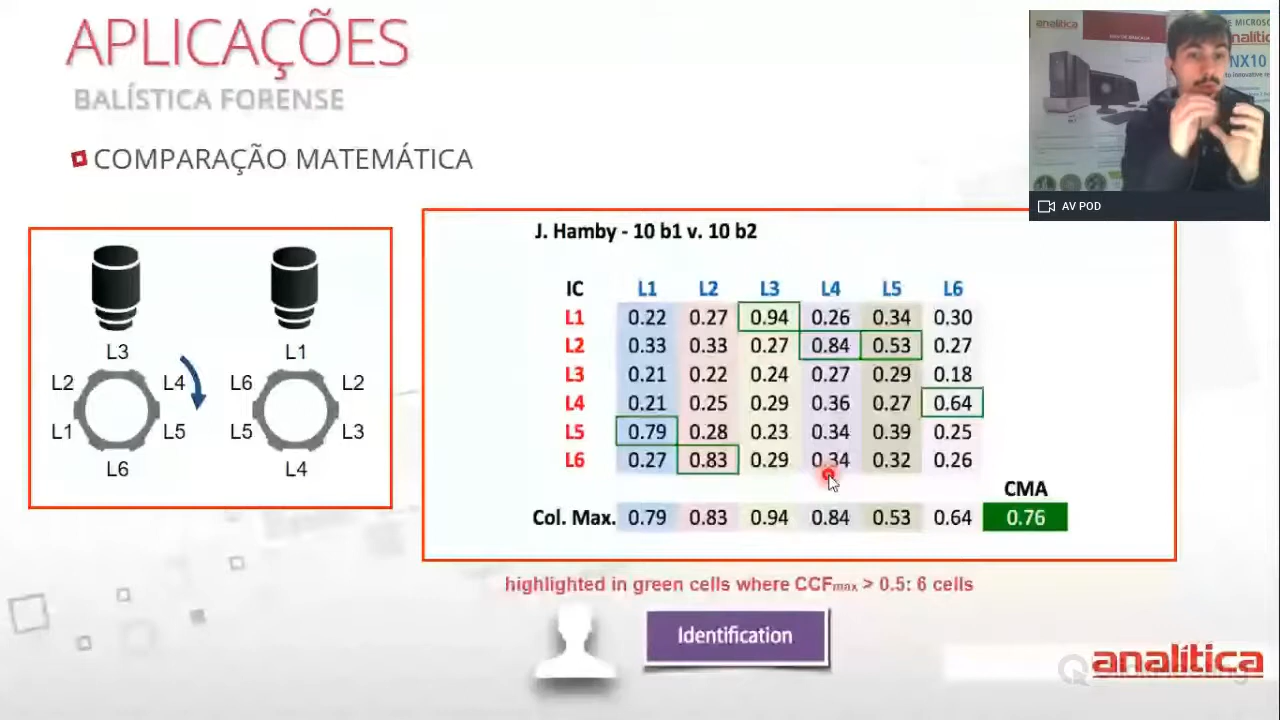 APLICAÇÕES
BALÍSTICA FORENSE
COMPARAÇÃO MATEMÁTICA
analítica
NX10
AV POD
L3
L2 L4
L1 L5
L6
L1
L6 L2
L5 L3
L4
J. Hamby - 10 b1 v. 10 b2
IC L1 L2 L3 L4 L5 L6
L1 0.22 0.27 0.94 0.26 0.34 0.30
L2 0.33 0.33 0.27 0.84 0.53 0.27
L3 0.21 0.22 0.24 0.27 0.29 0.18
L4 0.21 0.25 0.29 0.36 0.27 0.64
L5 0.79 0.28 0.23 0.34 0.39 0.25
L6 0.27 0.83 0.29 0.34 0.32 0.26
CMA
Col. Max. 0.79 0.83 0.94 0.84 0.53 0.64 0.76
highlighted in green cells where CCFmax > 0.5: 6 cells
Identification
analítica